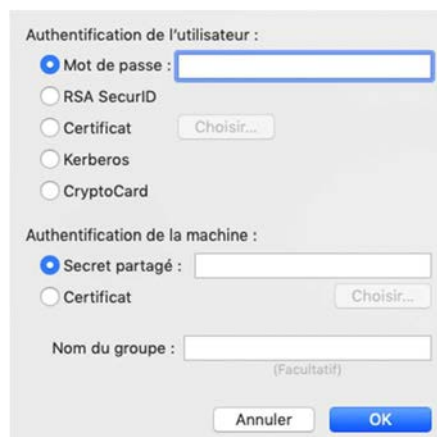 Authentification de l'utilisateur :
Mot de passe :
RSA SecurID
Certificat Choisir...
Kerberos
CryptoCard
Authentification de la machine :
Secret partagé :
Certificat Choisir...
Nom du groupe :
(Facultatif)
Annuler OK